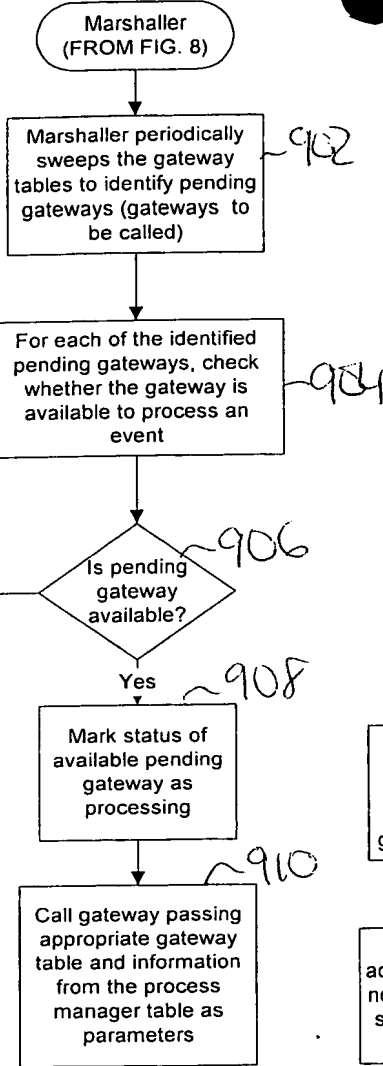 Marshaller
(FROM FIG. 8)
Marshaller periodically
sweeps the gateway
tables to identify pending
gateways (gateways to
be called)
902
For each of the identified
pending gateways, check
whether the gateway is
available to process an
event
904
906
Is pending
gateway
available?
Yes
908
Mark status of
available pending
gateway as
processing
910
Call gateway passing
appropriate gateway
table and information
from the process
manager table as
parameters